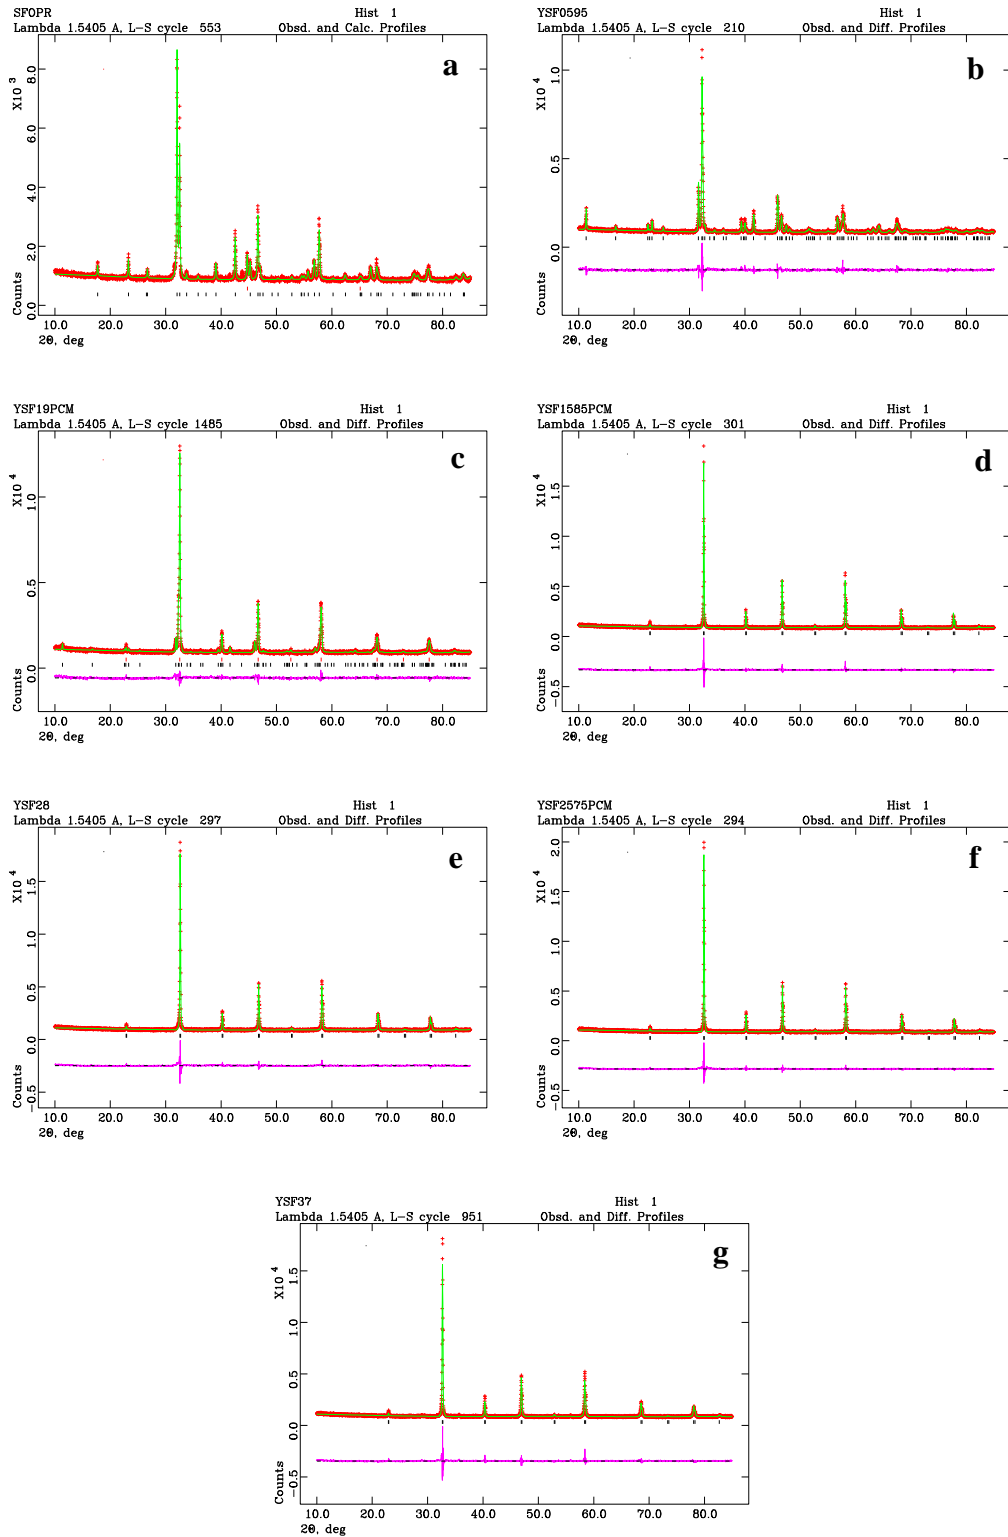 SFOPR Hist 1
Lambda 1.5405 A, L-S cycle 553 Obsd. and Calc. Profiles
a
X10 3
8.0
6.0
4.0
2.0
0.0
Counts
10.0 20.0 30.0 40.0 50.0 60.0 70.0 80.0
2Θ, deg
YSF0595 Hist 1
Lambda 1.5405 A, L-S cycle 210 Obsd. and Diff. Profiles
b
X10 4
1.0
0.5
0.0
Counts
10.0 20.0 30.0 40.0 50.0 60.0 70.0 80.0
2Θ, deg
YSF19PCM Hist 1
Lambda 1.5405 A, L-S cycle 1485 Obsd. and Diff. Profiles
c
X10 4
1.0
0.5
0.0
Counts
10.0 20.0 30.0 40.0 50.0 60.0 70.0 80.0
2Θ, deg
YSF1585PCM Hist 1
Lambda 1.5405 A, L-S cycle 301 Obsd. and Diff. Profiles
d
X10 4
1.5
1.0
0.5
0.0
-0.5
Counts
10.0 20.0 30.0 40.0 50.0 60.0 70.0 80.0
2Θ, deg
YSF28 Hist 1
Lambda 1.5405 A, L-S cycle 297 Obsd. and Diff. Profiles
e
X10 4
1.5
1.0
0.5
0.0
-0.5
Counts
10.0 20.0 30.0 40.0 50.0 60.0 70.0 80.0
2Θ, deg
YSF2575PCM Hist 1
Lambda 1.5405 A, L-S cycle 294 Obsd. and Diff. Profiles
f
X10 4
2.0
1.5
1.0
0.5
0.0
-0.5
Counts
10.0 20.0 30.0 40.0 50.0 60.0 70.0 80.0
2Θ, deg
YSF37 Hist 1
Lambda 1.5405 A, L-S cycle 951 Obsd. and Diff. Profiles
g
X10 4
1.5
1.0
0.5
0.0
-0.5
Counts
10.0 20.0 30.0 40.0 50.0 60.0 70.0 80.0
2Θ, deg